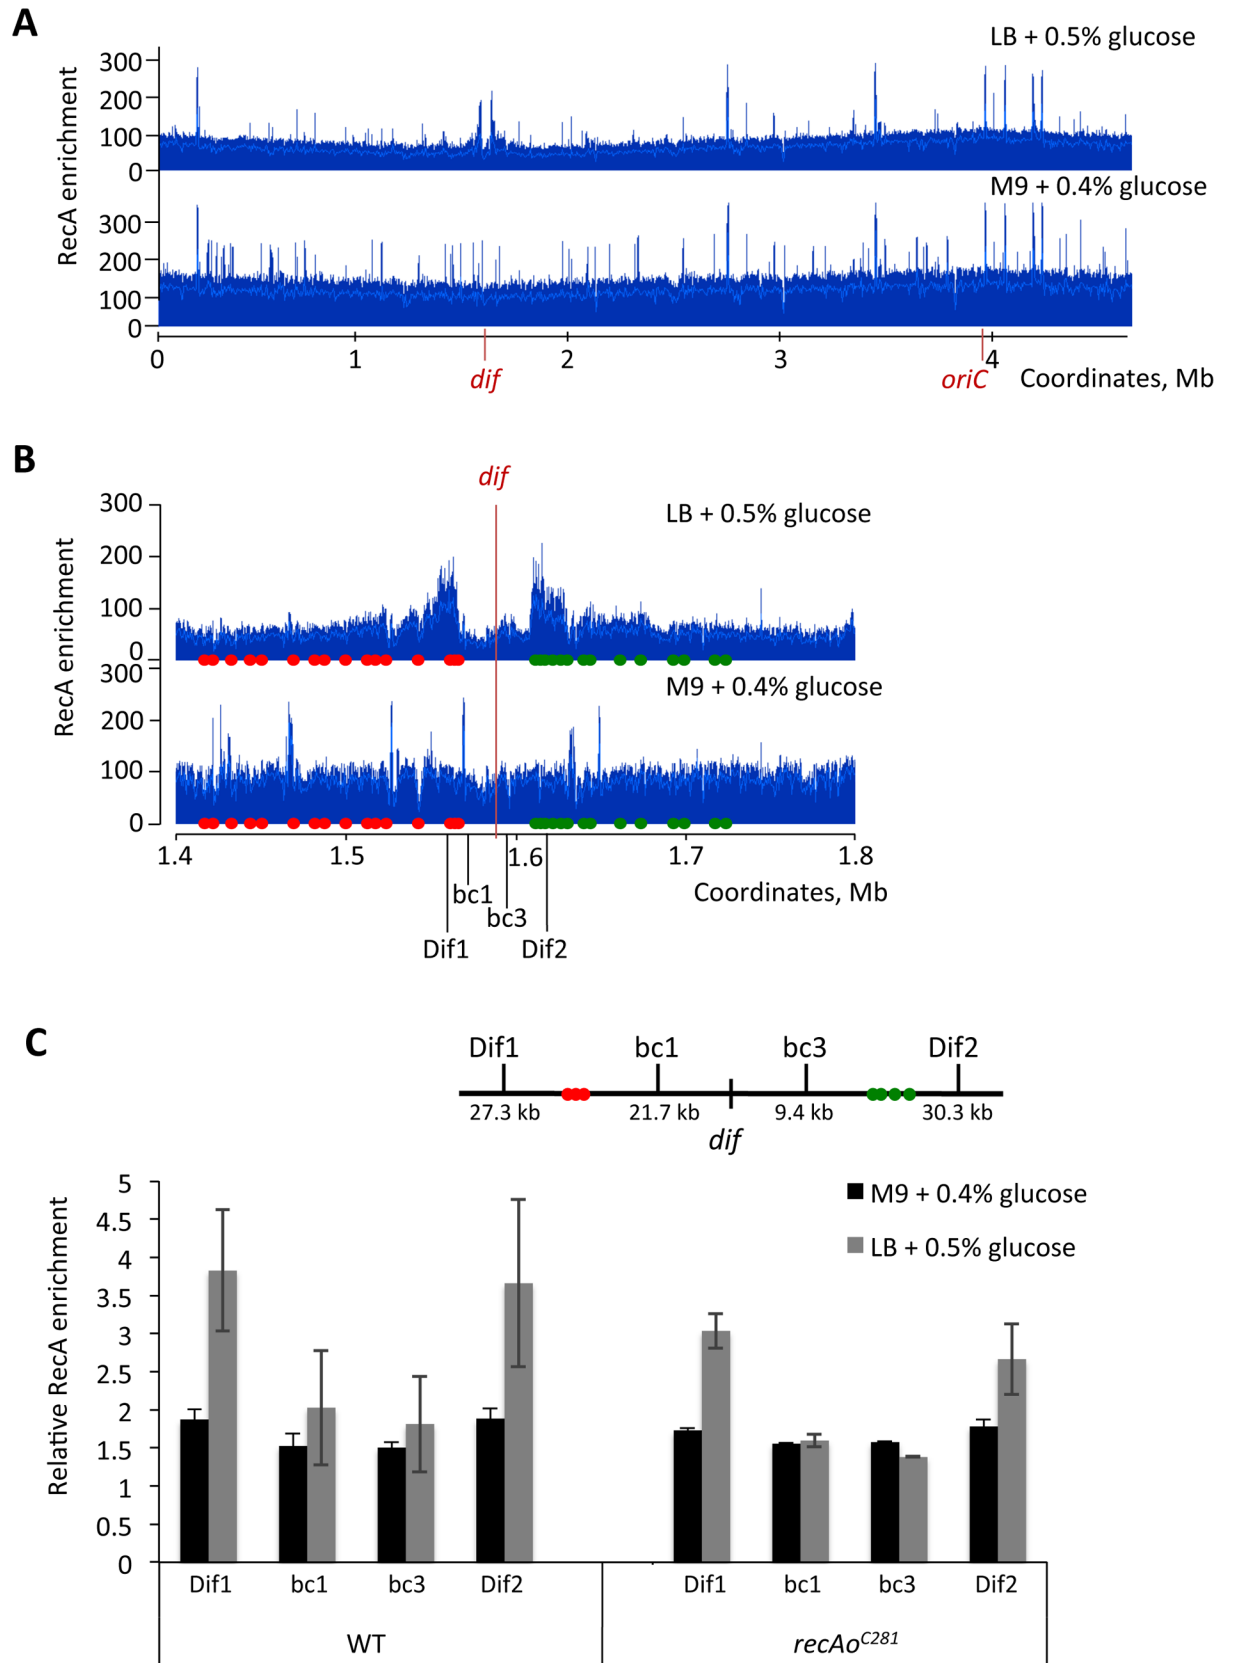 A
LB + 0.5% glucose
RecA enrichment
300
200
100
0
M9 + 0.4% glucose
300
200
100
0
0 1 2 3 4
dif oriC Coordinates, Mb
B
dif
LB + 0.5% glucose
RecA enrichment
300
200
100
0
M9 + 0.4% glucose
RecA enrichment
300
200
100
0
1.4 1.5 1.6 1.7 1.8
Coordinates, Mb
bc1
bc3
Dif1 Dif2
C
Dif1 bc1 bc3 Dif2
27.3 kb 21.7 kb 9.4 kb 30.3 kb
dif
M9 + 0.4% glucose
LB + 0.5% glucose
Relative RecA enrichment
5
4.5
4
3.5
3
2.5
2
1.5
1
0.5
0
Dif1 bc1 bc3 Dif2 Dif1 bc1 bc3 Dif2
WT recAo^C281